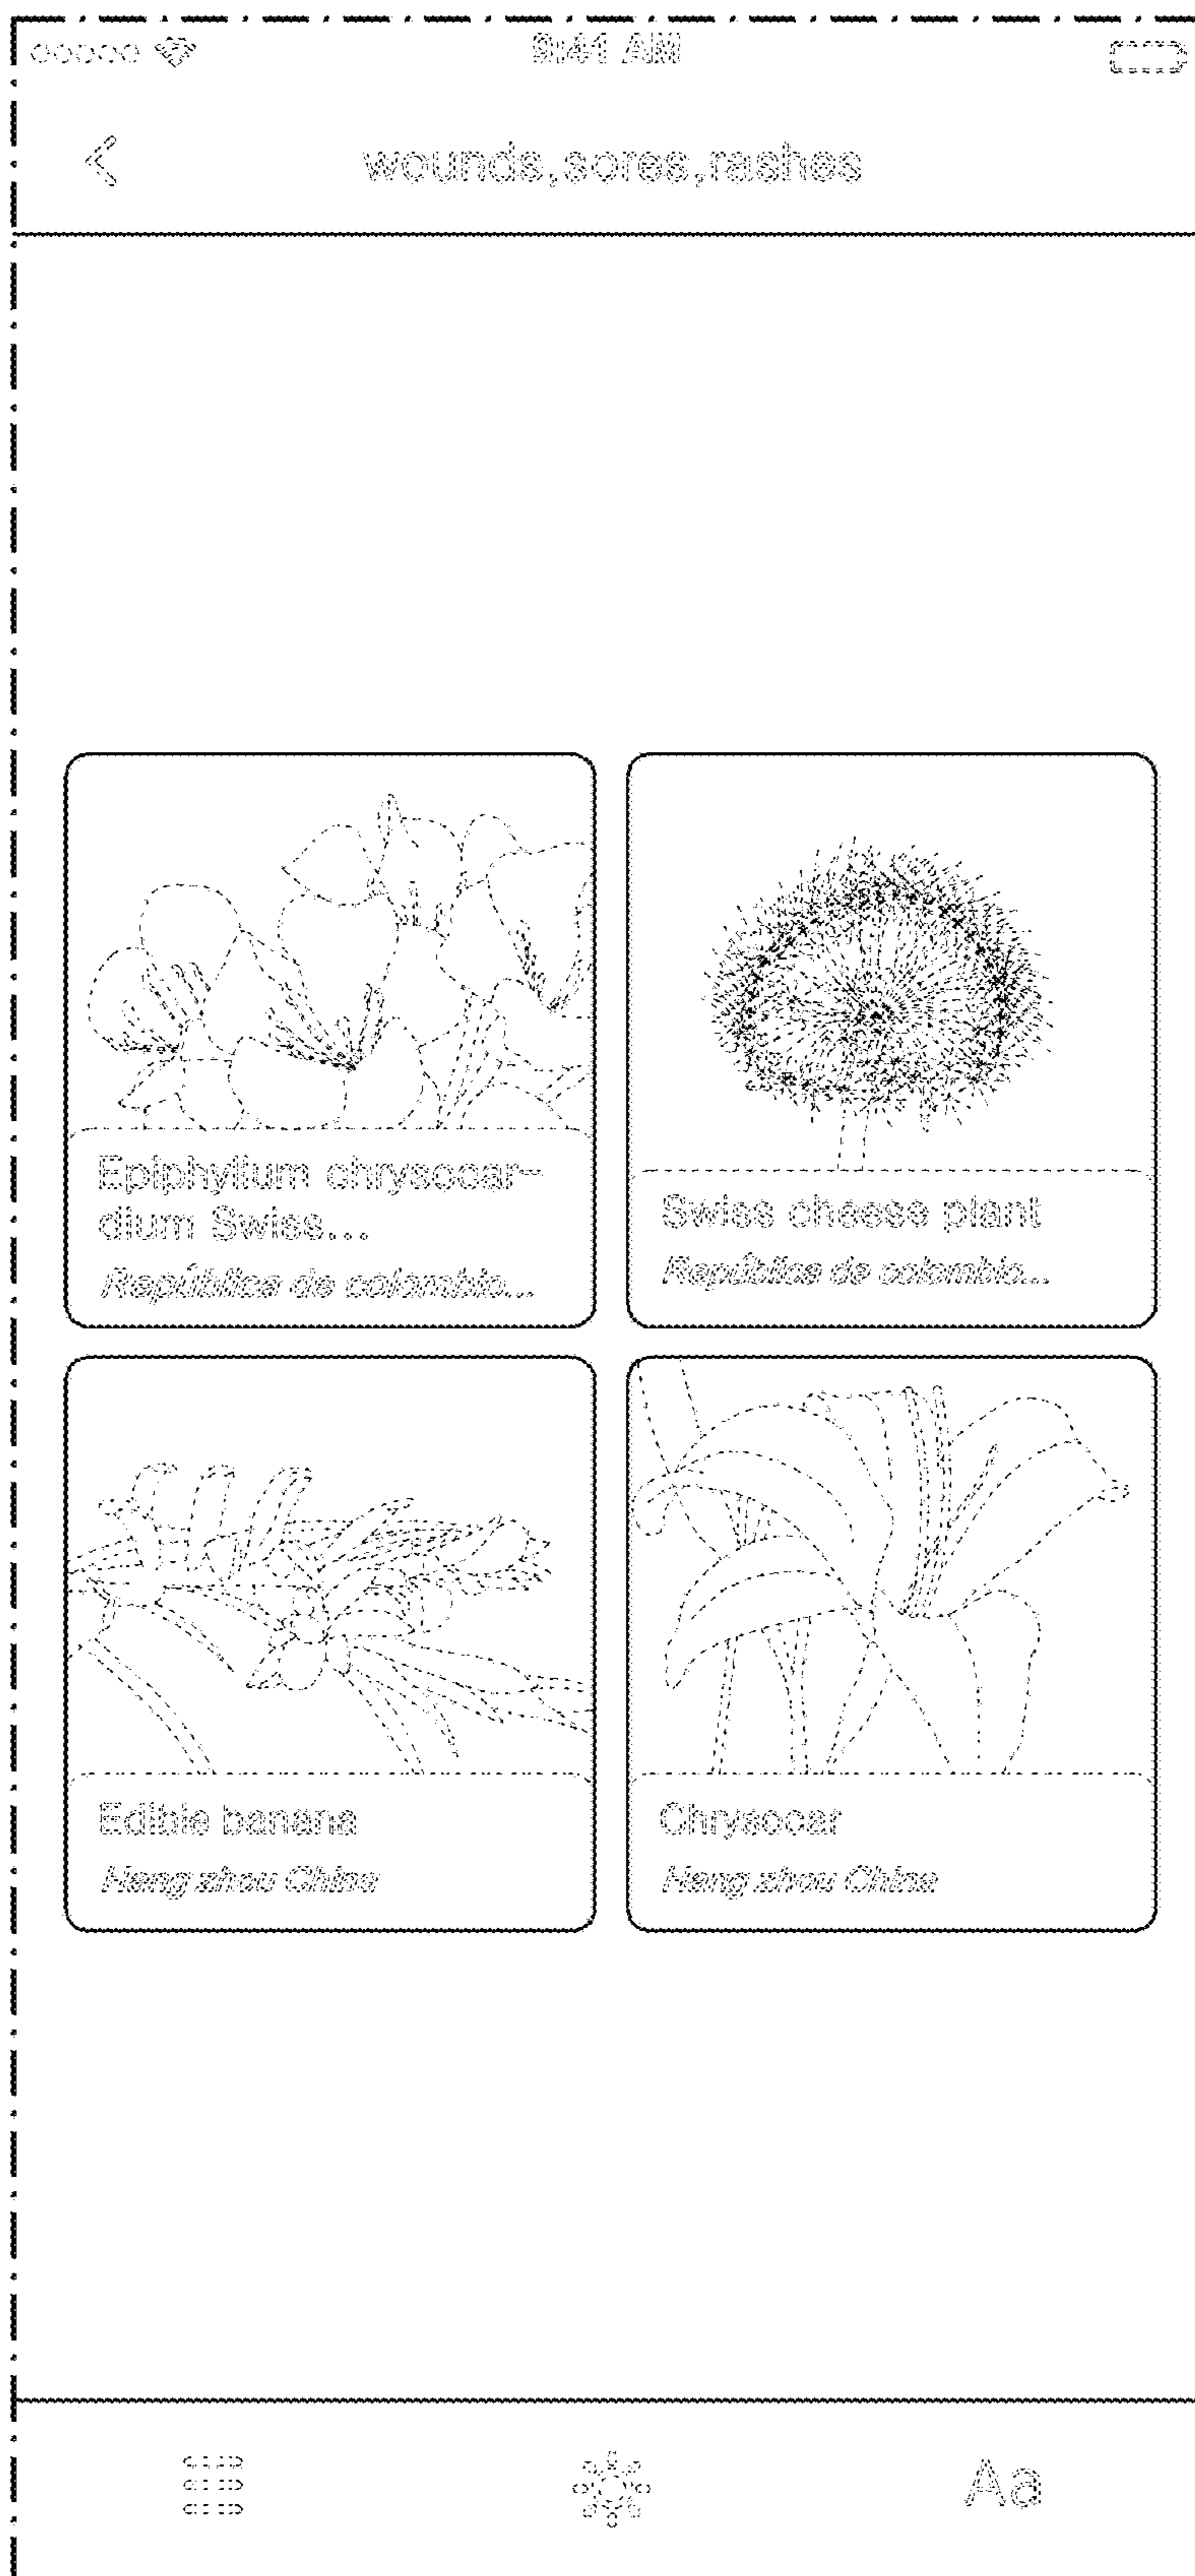 9:41 AM
wounds,sores,rashes
Epiphyllum chrysocar-
dium Swiss...
República de colombia...
Swiss cheese plant
República de colombia...
Edible banana
Hang zhou China
Chrysocar
Hang zhou China
Aa